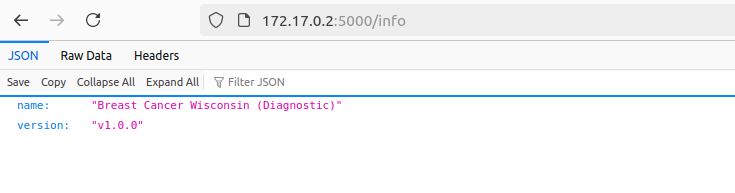 172.17.0.2:5000/info
JSON Raw Data Headers
Save Copy Collapse All Expand All Filter JSON
name: "Breast Cancer Wisconsin (Diagnostic)"
version: "v1.0.0"